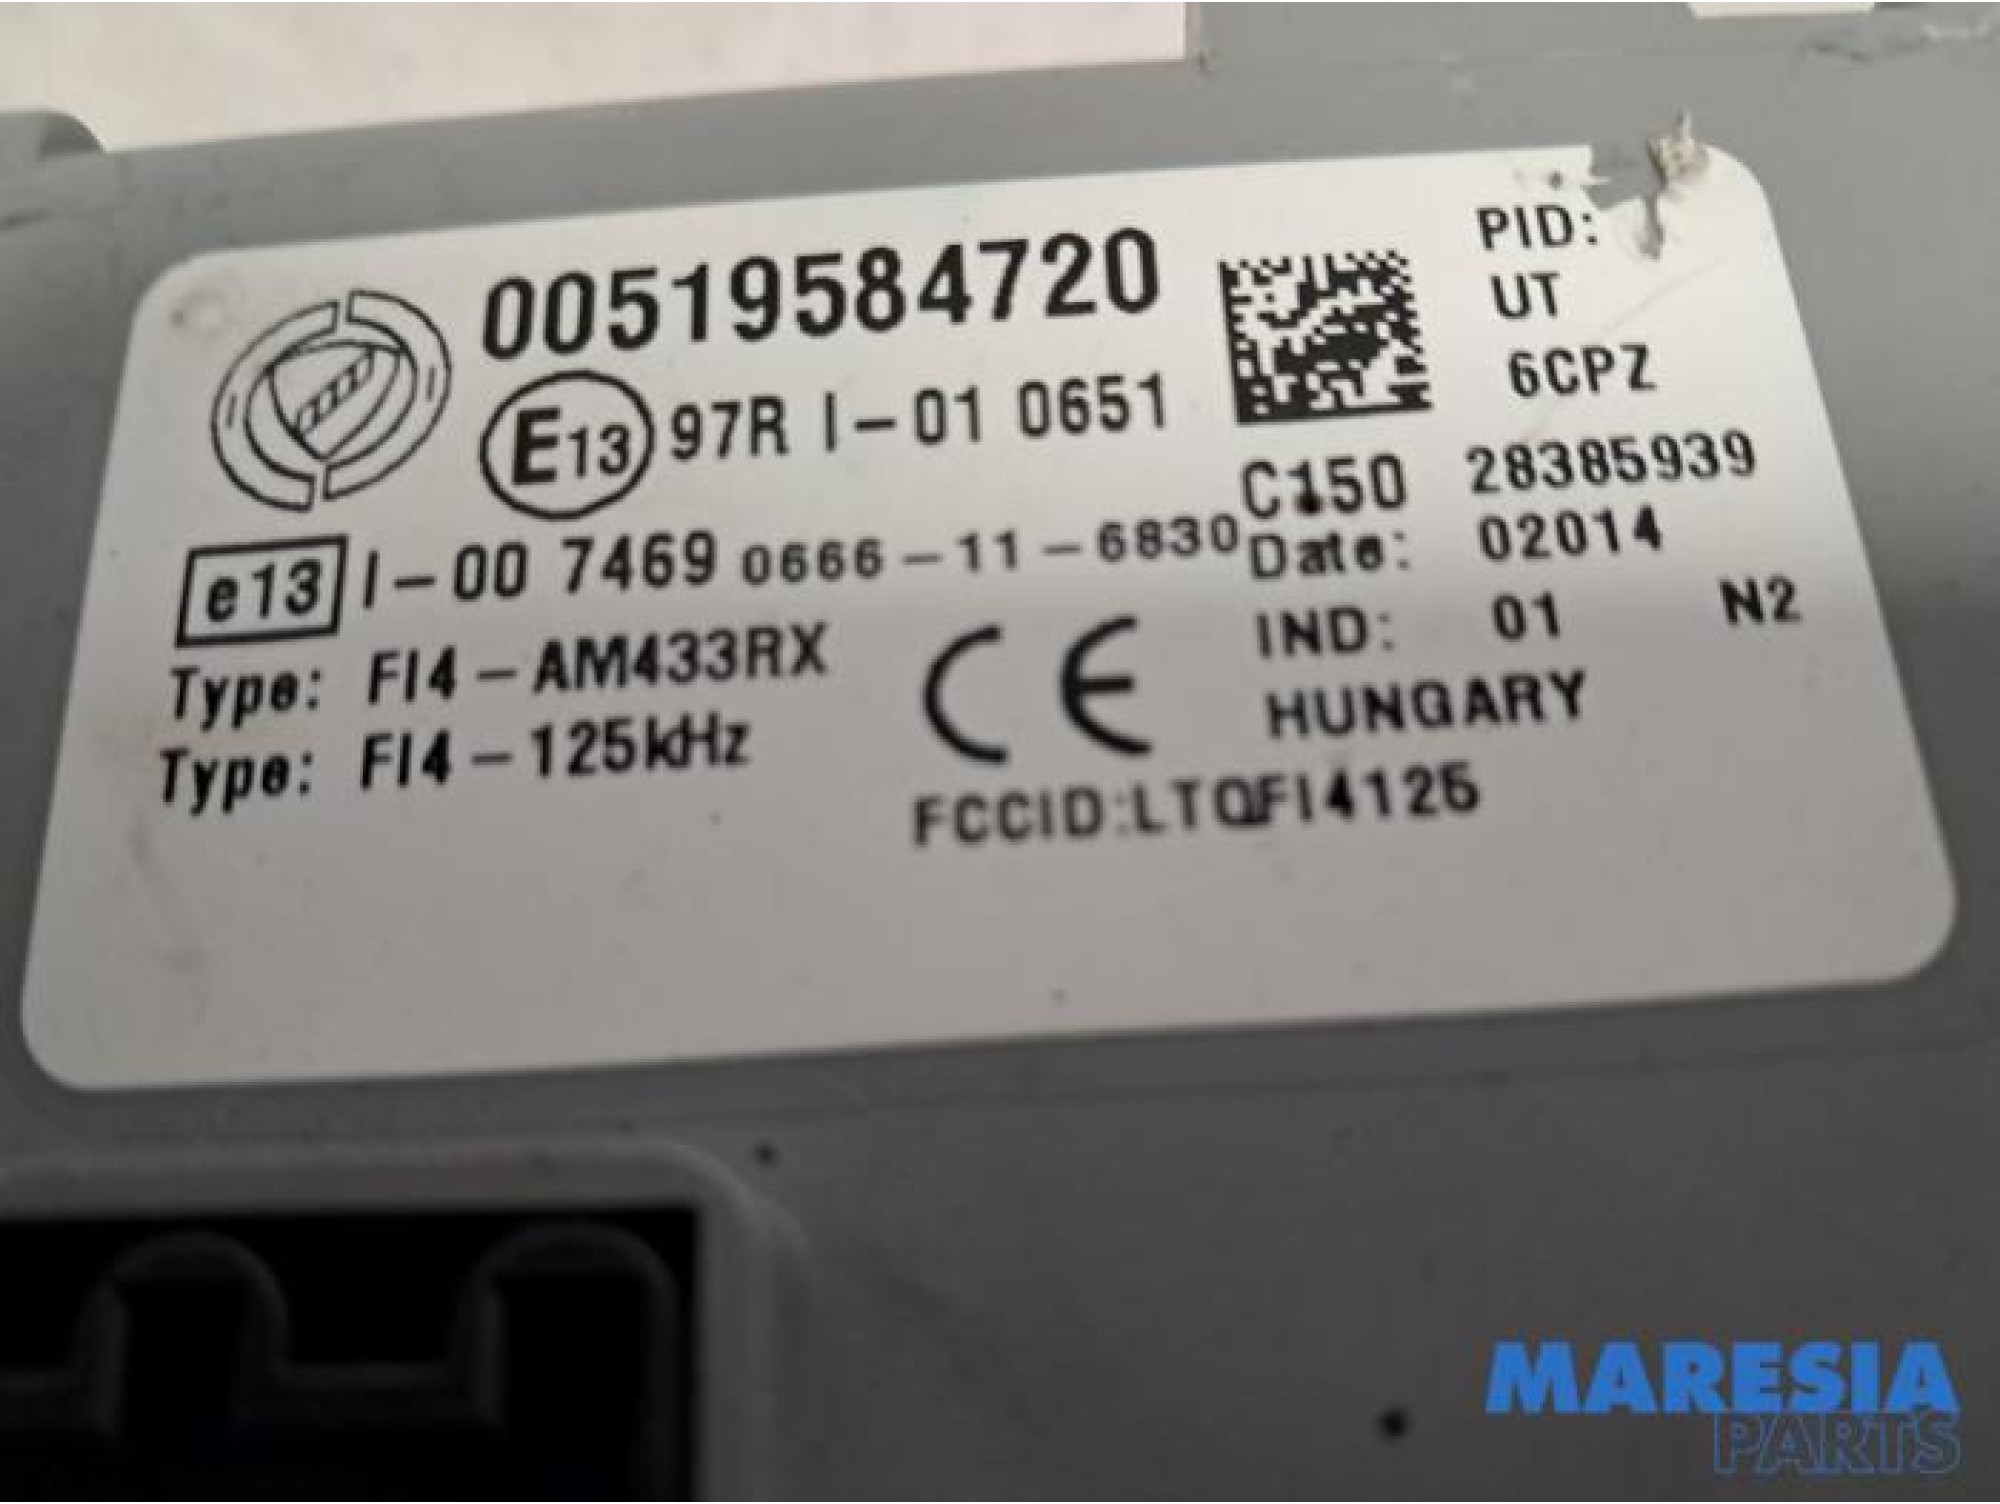 00519584720
E13 97R I-01 0651
e13 I-00 7469 0666-11-6830
Type: FI4-AM433RX
Type: FI4-125kHz
CE
PID:
UT
6CPZ
C150 28385939
Date: 02014
IND: 01 N2
HUNGARY
FCCID:LTQFI4125
MARESIA
PARTS